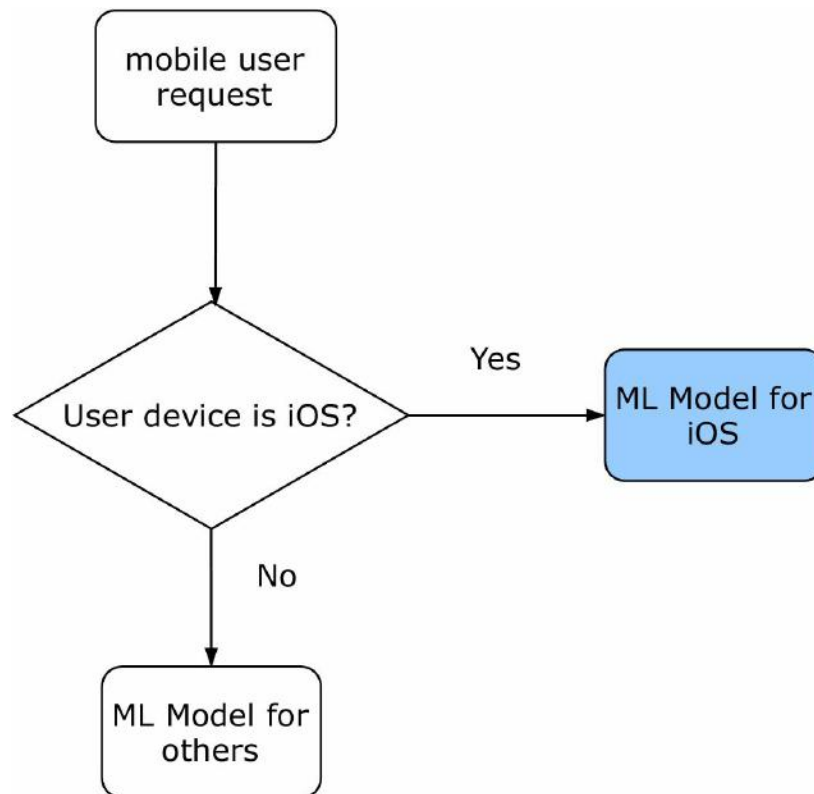 mobile user
request
User device is iOS?
Yes
ML Model for
iOS
No
ML Model for
others